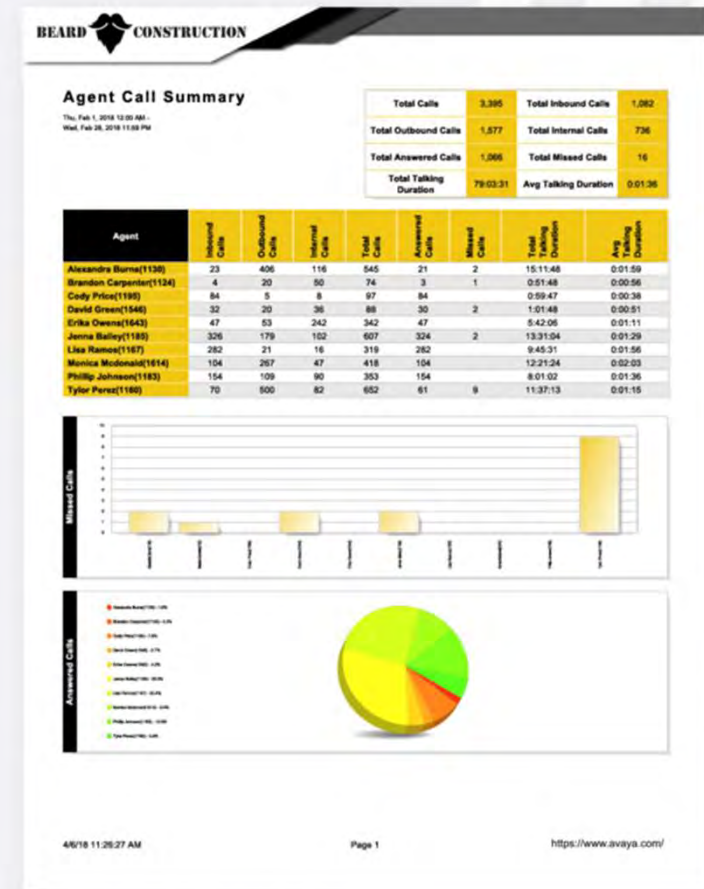 BEARD CONSTRUCTION
Agent Call Summary
Thu, Feb 1, 2018 12:00 AM -
Wed, Feb 28, 2018 11:59 PM
Total Calls 3,395 Total Inbound Calls 1,082
Total Outbound Calls 1,577 Total Internal Calls 736
Total Answered Calls 1,066 Total Missed Calls 16
Total Talking Duration 79:03:31 Avg Talking Duration 0:01:36
Agent Inbound Calls Outbound Calls Internal Calls Total Calls Answered Calls Missed Calls Total Talking Duration Avg Talking Duration
Alexandra Burns(1138) 23 406 116 545 21 2 15:11:48 0:01:59
Brandon Carpenter(1124) 4 20 50 74 3 1 0:51:48 0:00:56
Cody Price(1195) 84 5 8 97 84 0:59:47 0:00:38
David Green(1546) 32 20 36 88 30 2 1:01:48 0:00:51
Erika Owens(1643) 47 53 242 342 47 5:42:06 0:01:11
Jenna Bailey(1185) 326 179 102 607 324 2 13:31:04 0:01:29
Lisa Ramos(1167) 282 21 16 319 282 9:45:31 0:01:56
Monica Mcdonald(1614) 104 267 47 418 104 12:21:24 0:02:03
Phillip Johnson(1183) 154 109 90 353 154 8:01:02 0:01:36
Tylor Perez(1160) 70 500 82 652 61 9 11:37:13 0:01:15
Missed Calls
Answered Calls
4/6/18 11:26:27 AM Page 1 https://www.avaya.com/